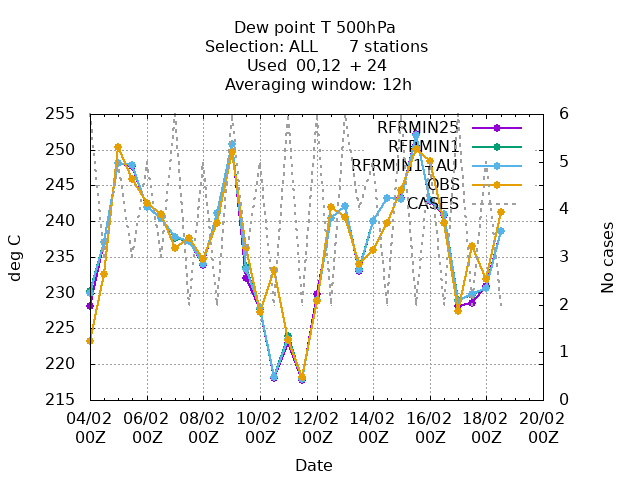 Dew point T 500hPa
Selection: ALL 7 stations
Used 00,12 + 24
Averaging window: 12h
255
250
245
240
235
230
225
220
215
deg C
6
5
4
3
2
1
0
No cases
RFRMIN25
RFRMIN1
RFRMIN1+AU
OBS
CASES
04/02 06/02 08/02 10/02 12/02 14/02 16/02 18/02 20/02
00Z 00Z 00Z 00Z 00Z 00Z 00Z 00Z 00Z
Date